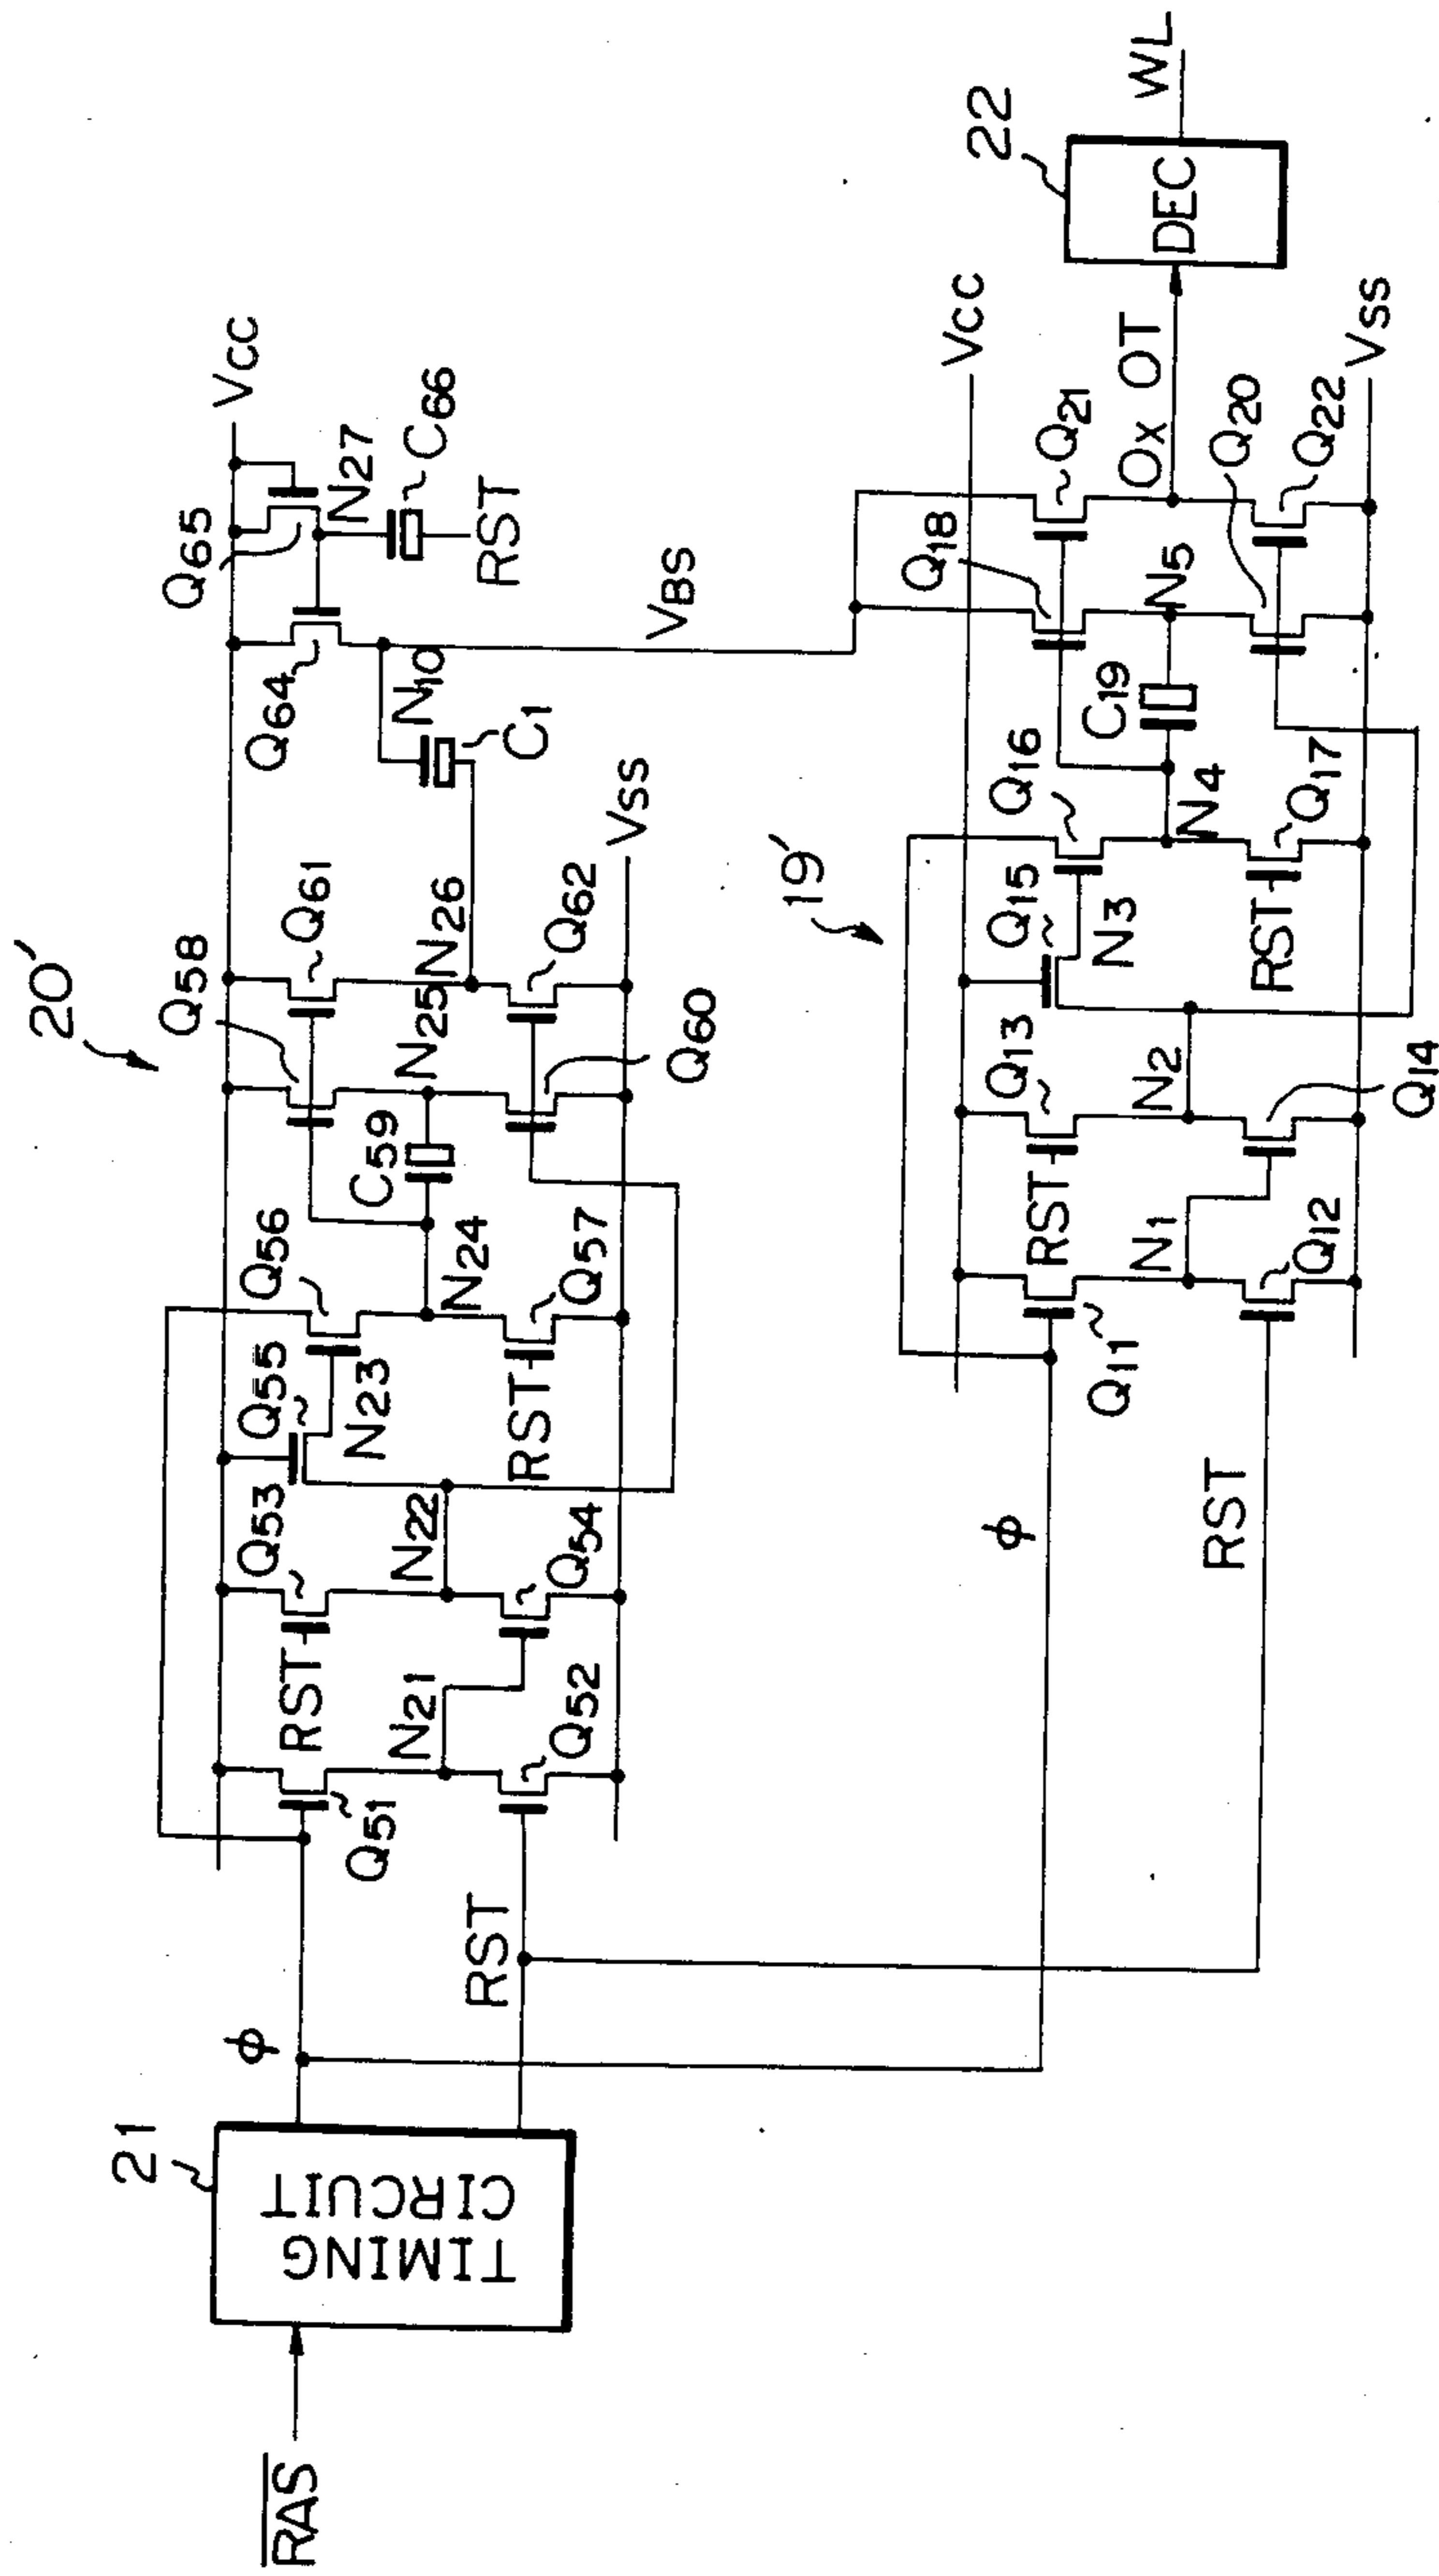 20'
VCC
Q58
Q61
Q65
Q64
N27
C66
RST
N10
C1
VBS
Q53
Q55
Q56
C59
N25
N26
Q62
Q60
VSS
N23
N24
Q57
RST
RST
N22
Q54
N21
Q52
Q51
21
TIMING
CIRCUIT
RAS
φ
RST
19'
VCC
Q13
Q15
Q16
Q18
Q21
C19
N5
OX OT
22
DEC
WL
Q20
Q22
VSS
N3
N4
Q17
RST
RST
N2
Q14
N1
Q12
Q11
φ
RST